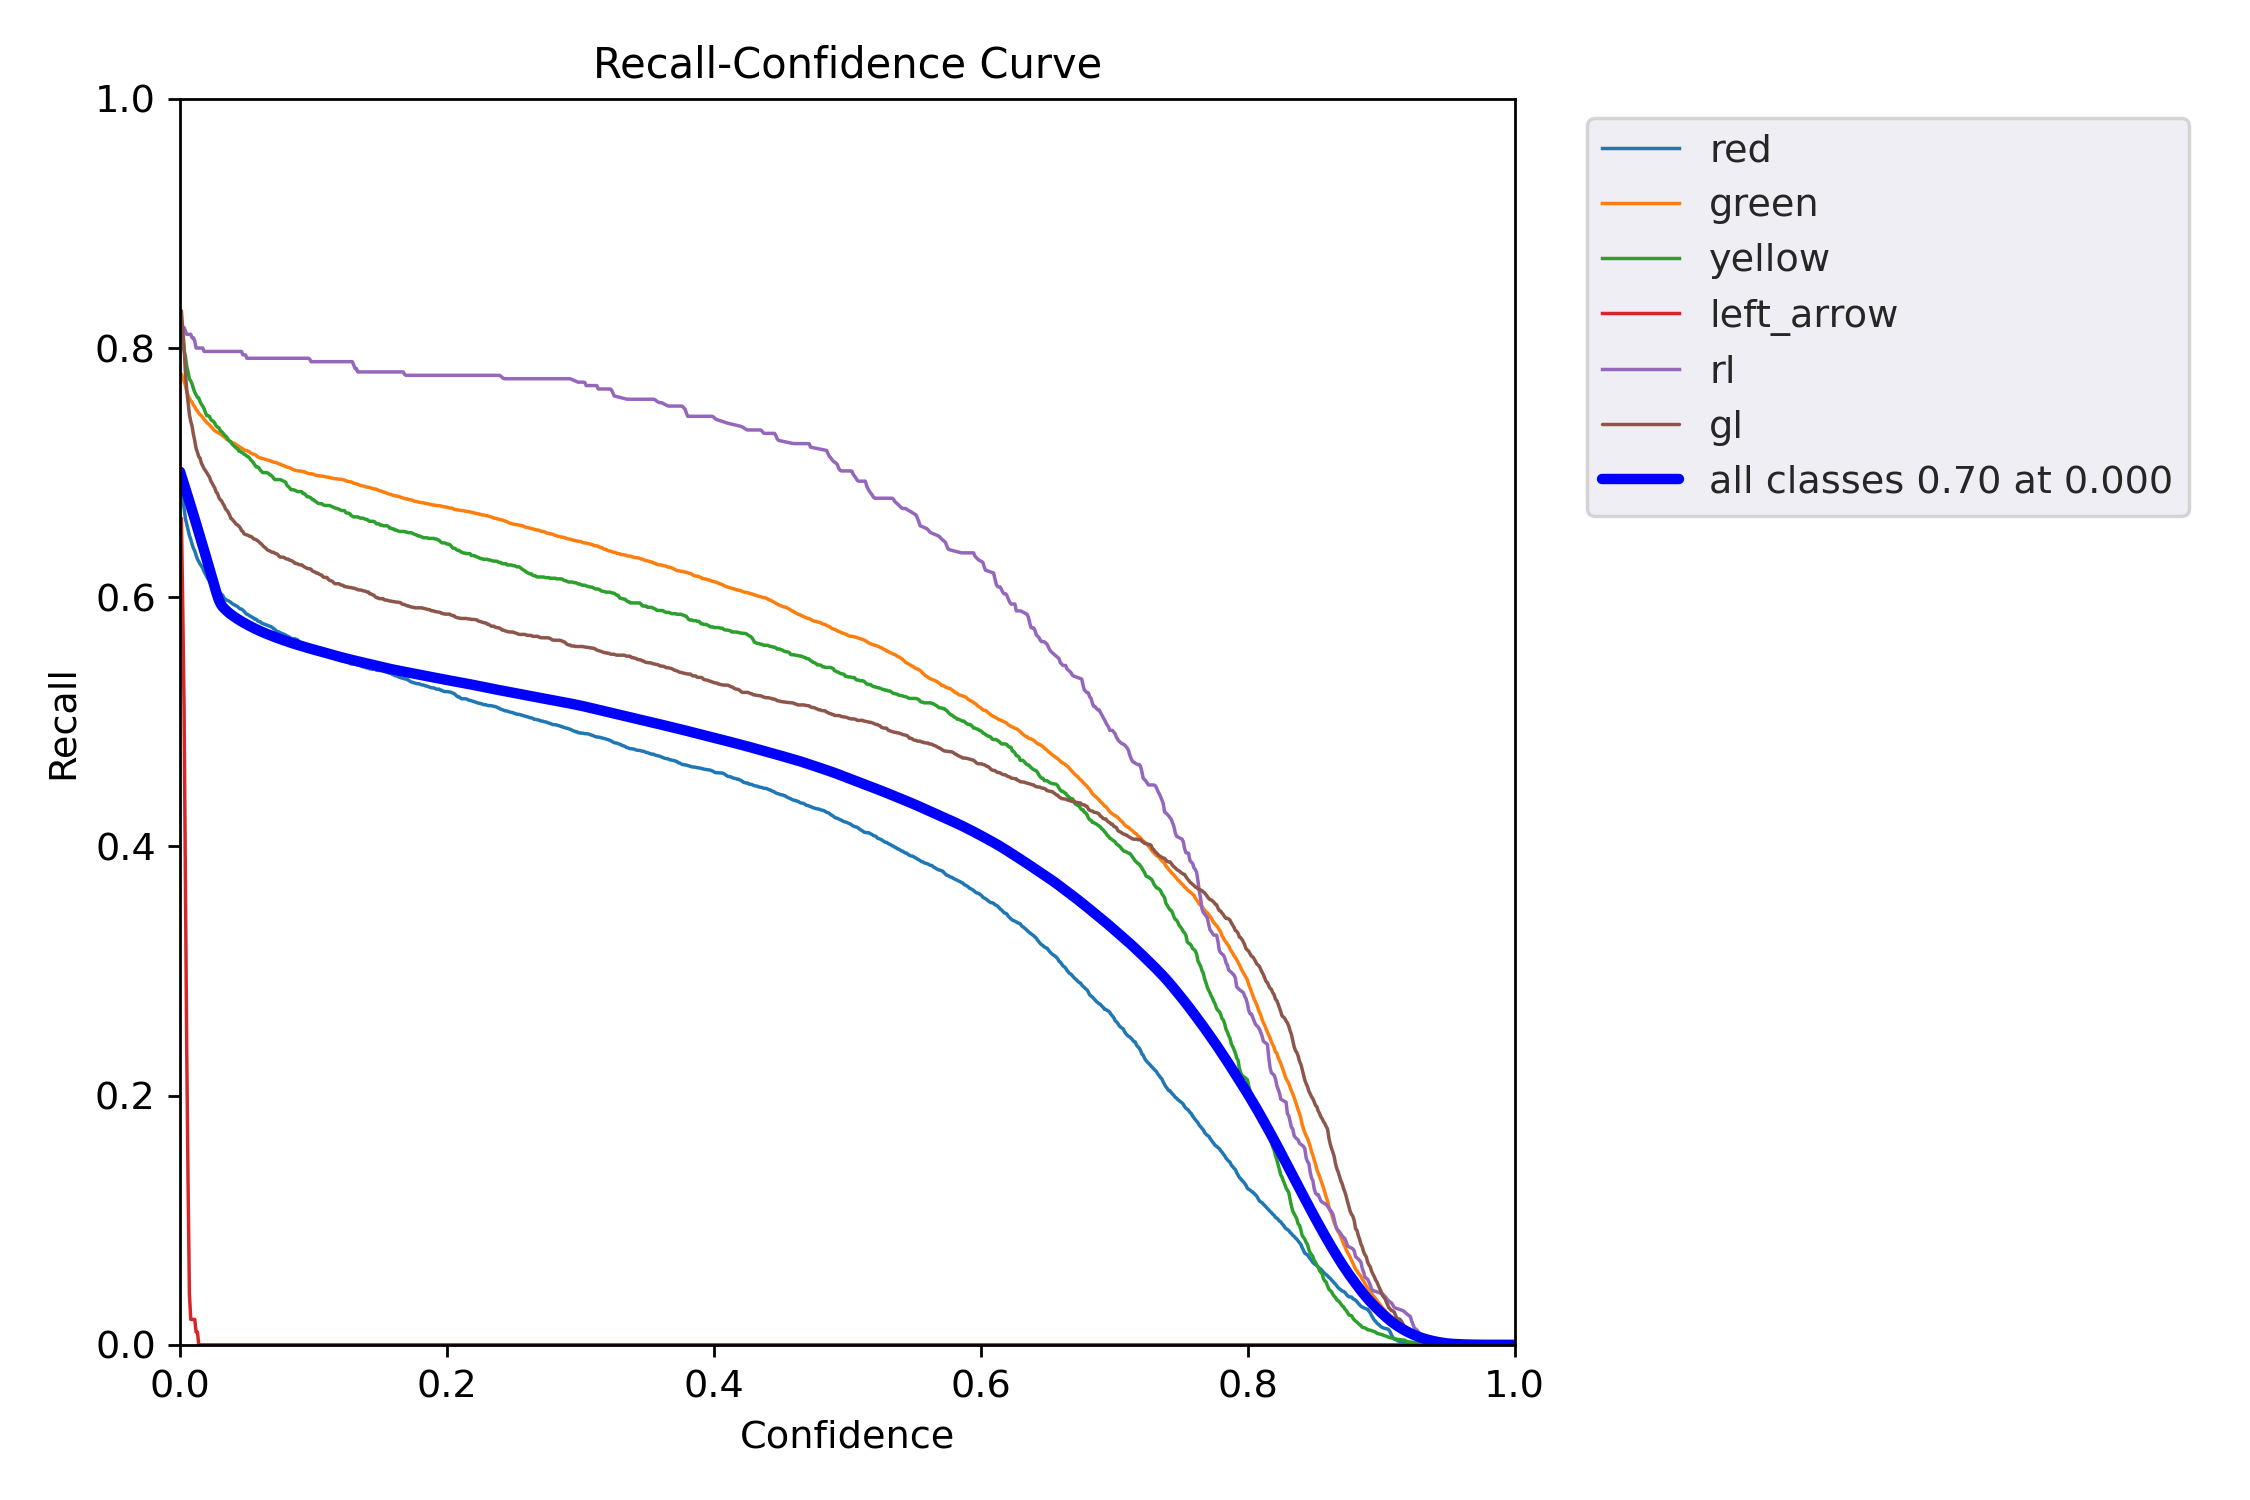 Recall-Confidence Curve
1.0
0.8
0.6
0.4
0.2
0.0
Recall
0.0 0.2 0.4 0.6 0.8 1.0
Confidence
red
green
yellow
left_arrow
rl
gl
all classes 0.70 at 0.000